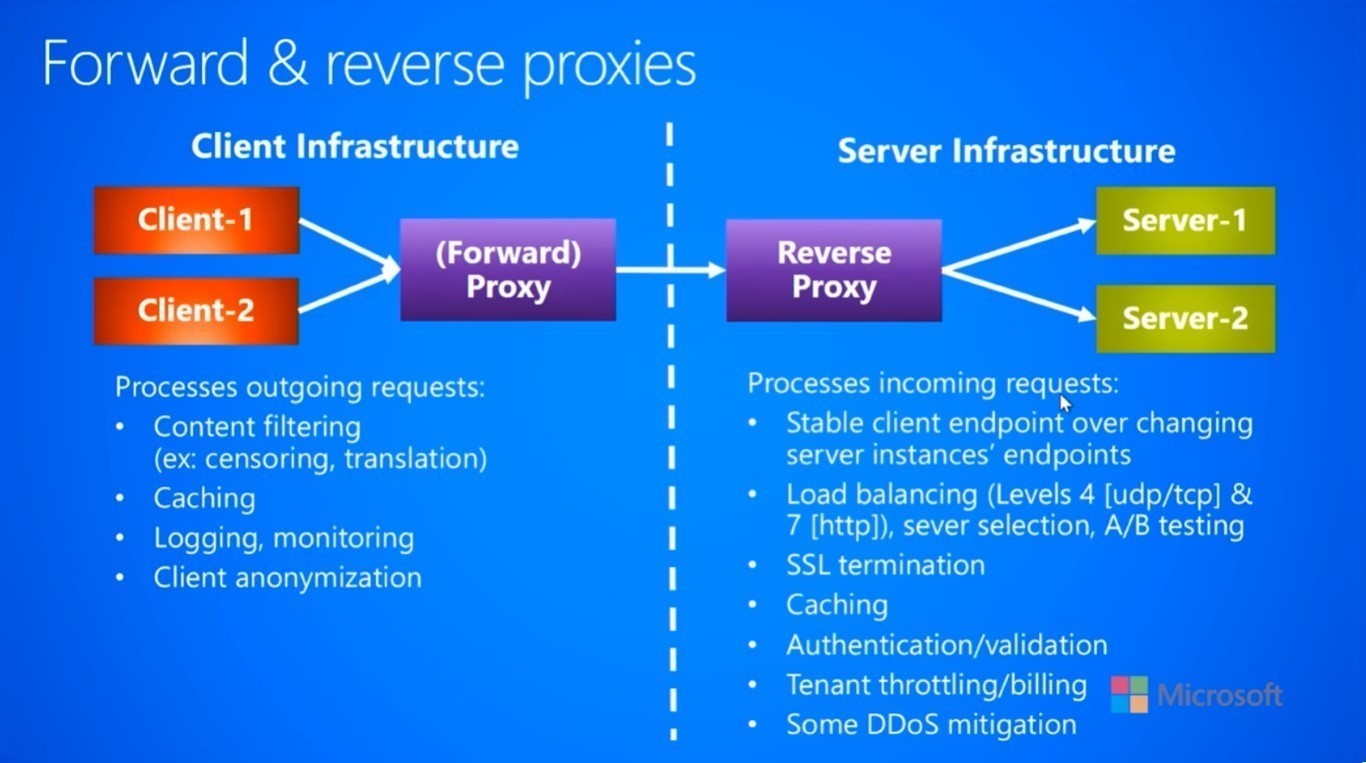 Forward & reverse proxies
Client Infrastructure
Client-1
Client-2
(Forward)
Proxy
Processes outgoing requests:
• Content filtering
(ex: censoring, translation)
• Caching
• Logging, monitoring
• Client anonymization
Server Infrastructure
Reverse
Proxy
Server-1
Server-2
Processes incoming requests:
• Stable client endpoint over changing
server instances’ endpoints
• Load balancing (Levels 4 [udp/tcp] &
7 [http]), sever selection, A/B testing
• SSL termination
• Caching
• Authentication/validation
• Tenant throttling/billing
• Some DDoS mitigation
Microsoft